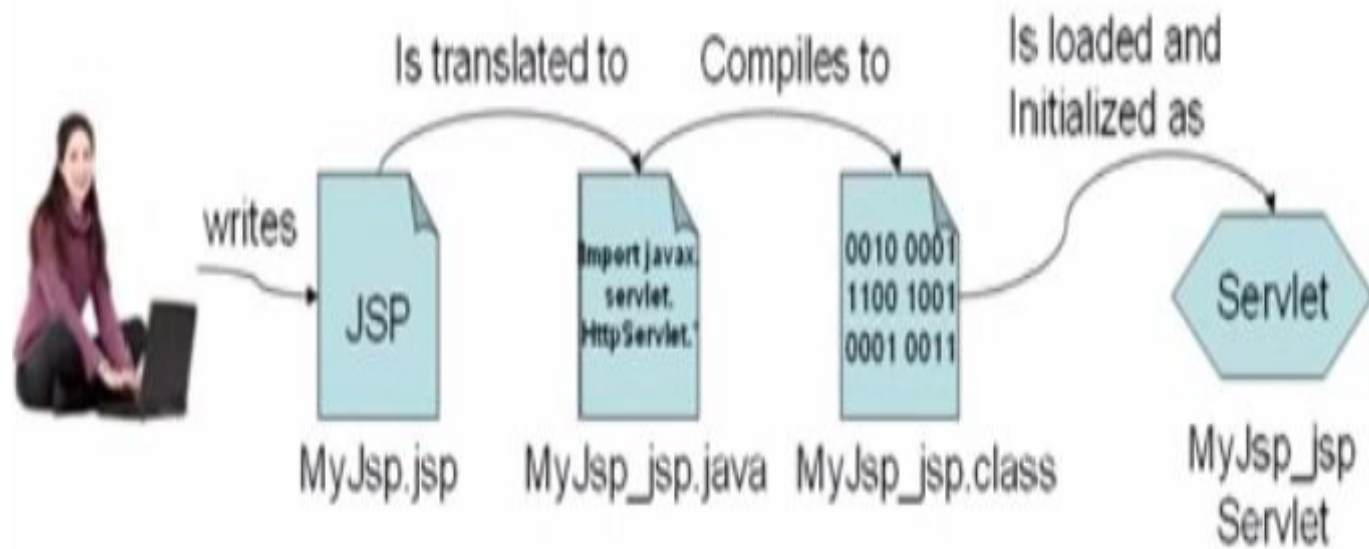 Is translated to
Compiles to
Is loaded and
Initialized as
writes
JSP
Import javax.
servlet.
HttpServlet.*
0010 0001
1100 1001
0001 0011
Servlet
MyJsp.jsp
MyJsp_jsp.java
MyJsp_jsp.class
MyJsp_jsp
Servlet